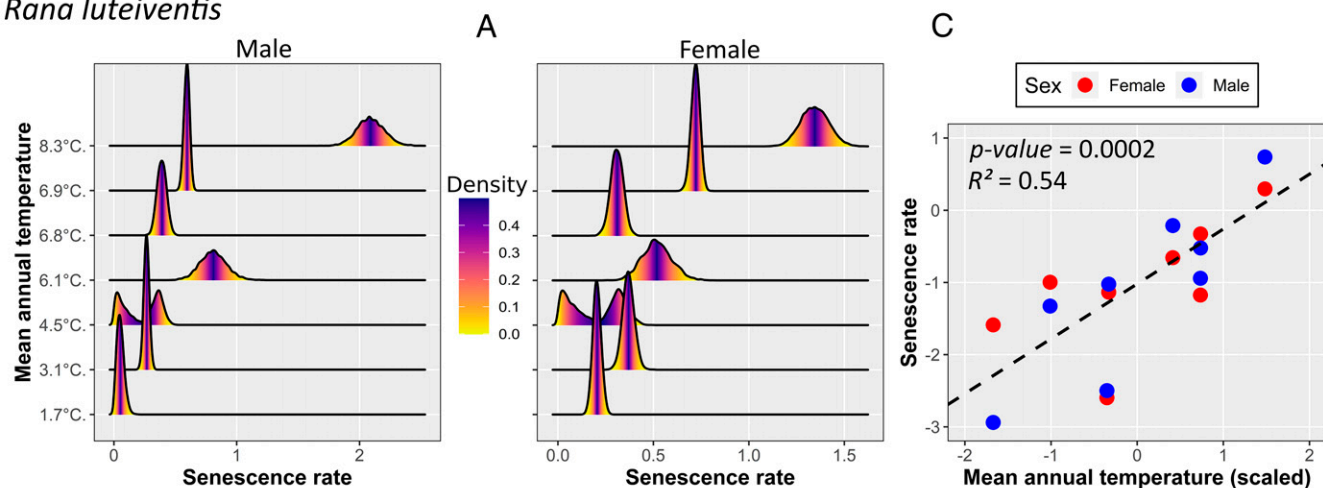 Rana luteiventis
A
C
Male
Female
Sex Female Male
Mean annual temperature
8.3°C.
6.9°C.
6.8°C.
6.1°C.
4.5°C.
3.1°C.
1.7°C.
0 1 2
Senescence rate
Density
0.4
0.3
0.2
0.1
0.0
0.0 0.5 1.0 1.5
Senescence rate
p-value = 0.0002
R² = 0.54
Senescence rate
1
0
-1
-2
-3
-2 -1 0 1 2
Mean annual temperature (scaled)